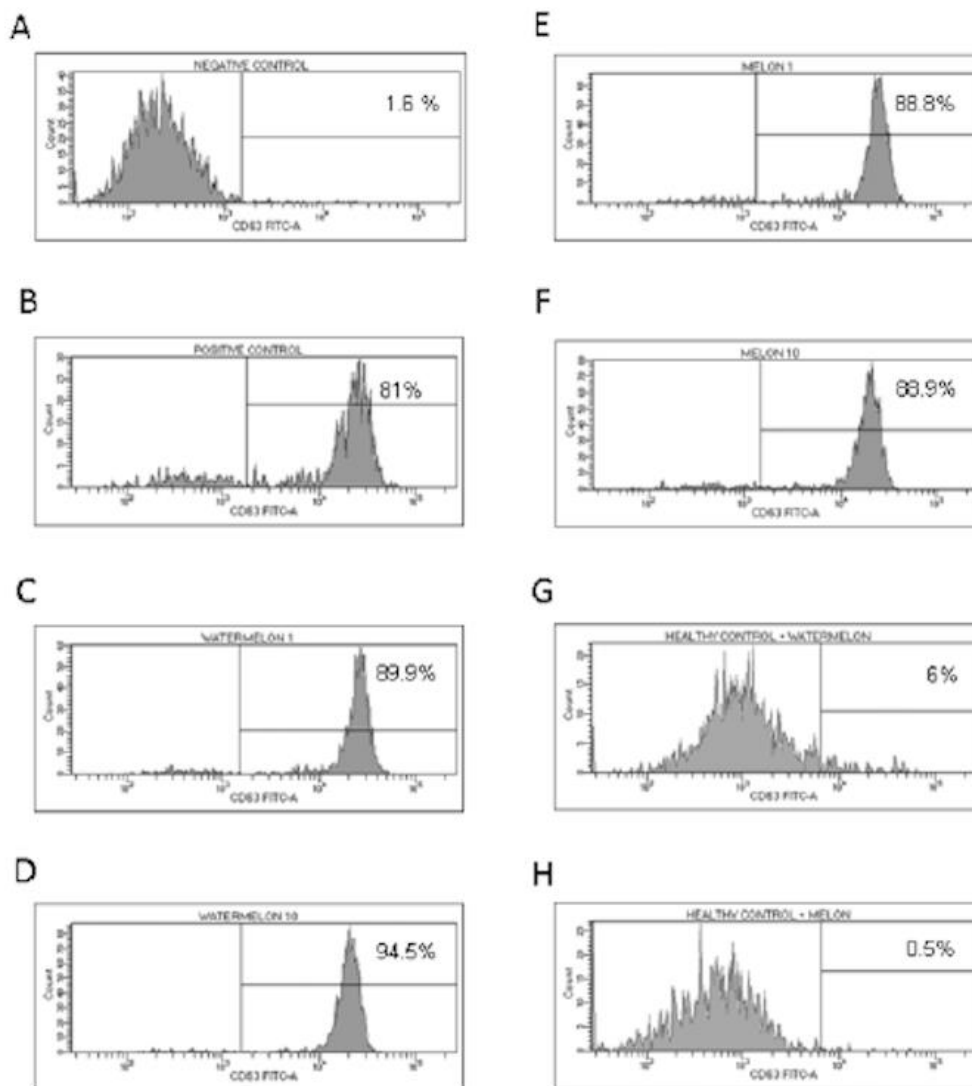 A
NEGATIVE CONTROL
1.6 %
Count
CD63 FITC-A
B
POSITIVE CONTROL
81%
Count
CD63 FITC-A
C
WATERMELON 1
89.9%
Count
CD63 FITC-A
D
WATERMELON 10
94.5%
Count
CD63 FITC-A
E
MELON 1
88.8%
Count
CD63 FITC-A
F
MELON 10
88.9%
Count
CD63 FITC-A
G
HEALTHY CONTROL + WATERMELON
6%
Count
CD63 FITC-A
H
HEALTHY CONTROL + MELON
0.5%
Count
CD63 FITC-A